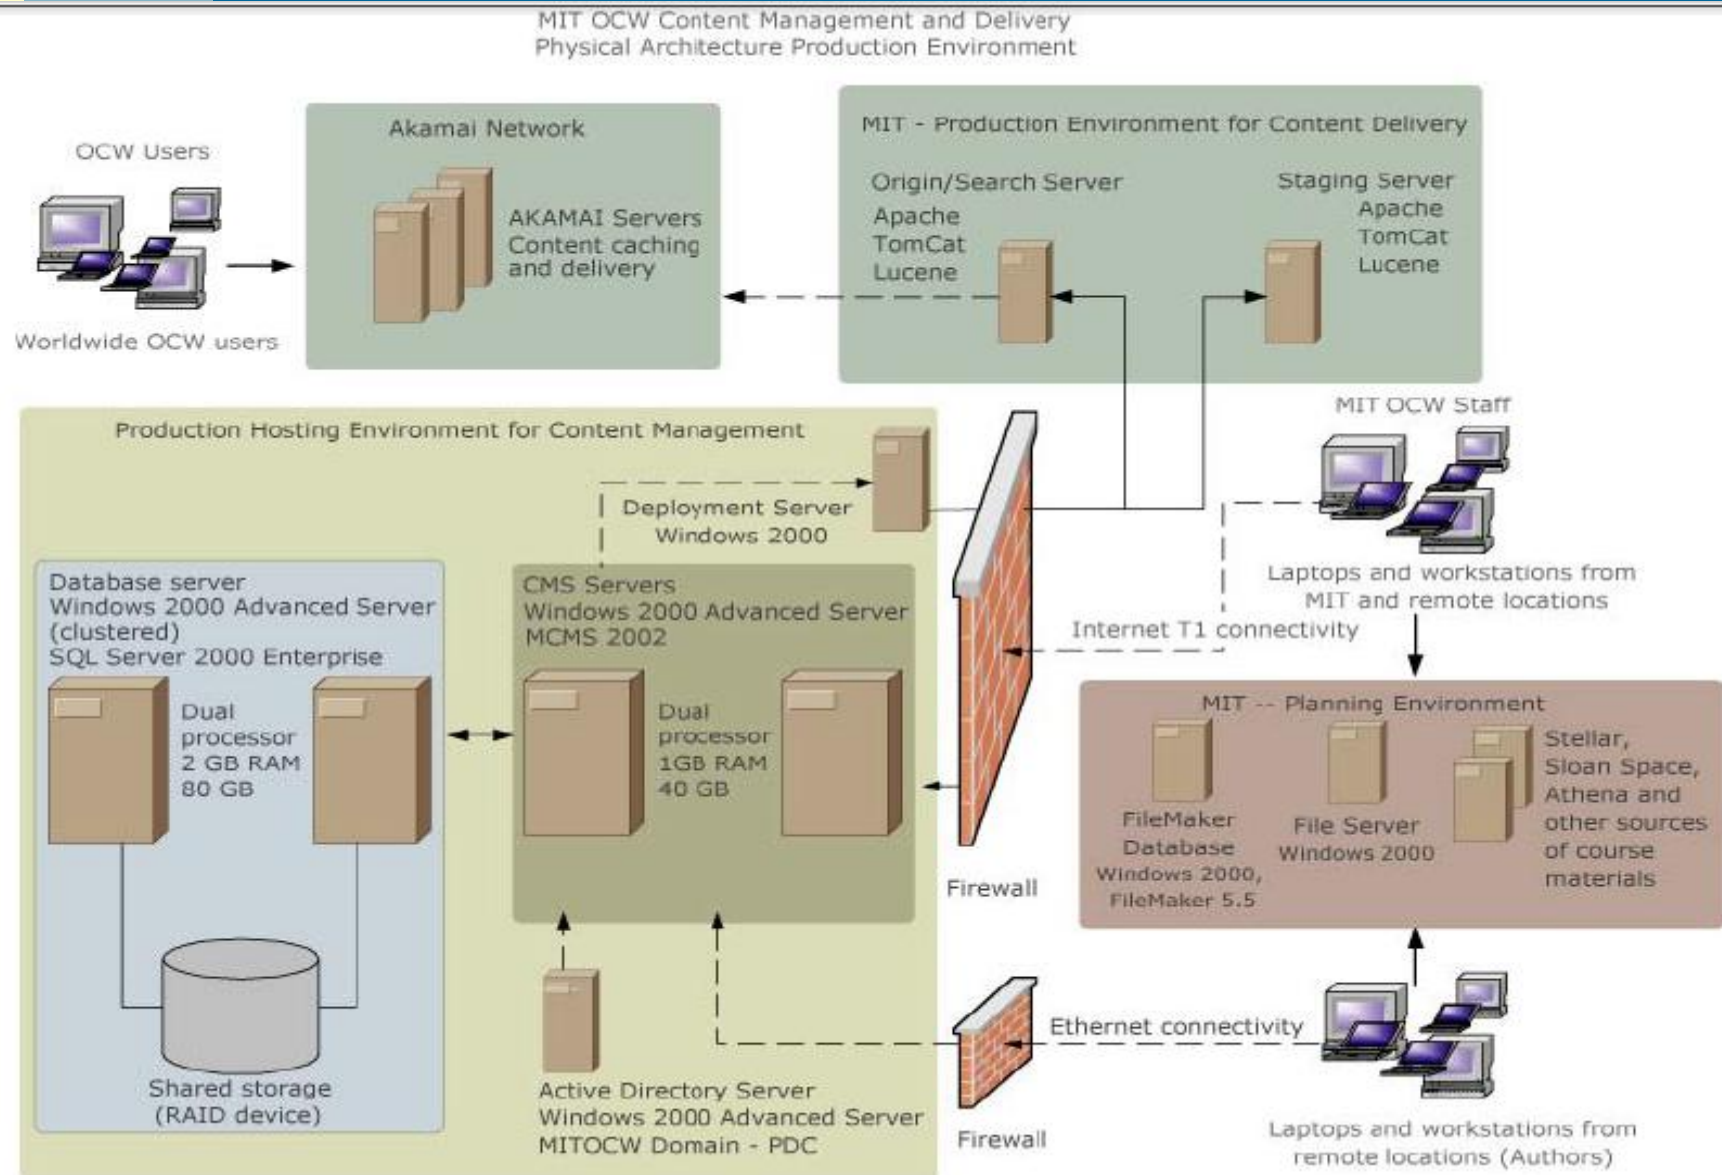 MIT OCW Content Management and Delivery
Physical Architecture Production Environment
OCW Users
Worldwide OCW users
Akamai Network
AKAMAI Servers
Content caching
and delivery
MIT - Production Environment for Content Delivery
Origin/Search Server
Apache
TomCat
Lucene
Staging Server
Apache
TomCat
Lucene
Production Hosting Environment for Content Management
Deployment Server
Windows 2000
Database server
Windows 2000 Advanced Server
(clustered)
SQL Server 2000 Enterprise
Dual
processor
2 GB RAM
80 GB
Shared storage
(RAID device)
CMS Servers
Windows 2000 Advanced Server
MCMS 2002
Dual
processor
1GB RAM
40 GB
Active Directory Server
Windows 2000 Advanced Server
MITOCW Domain - PDC
Firewall
Firewall
MIT OCW Staff
Laptops and workstations from
MIT and remote locations
Internet T1 connectivity
MIT -- Planning Environment
FileMaker
Database
Windows 2000,
FileMaker 5.5
File Server
Windows 2000
Stellar,
Sloan Space,
Athena and
other sources
of course
materials
Ethernet connectivity
Laptops and workstations from
remote locations (Authors)